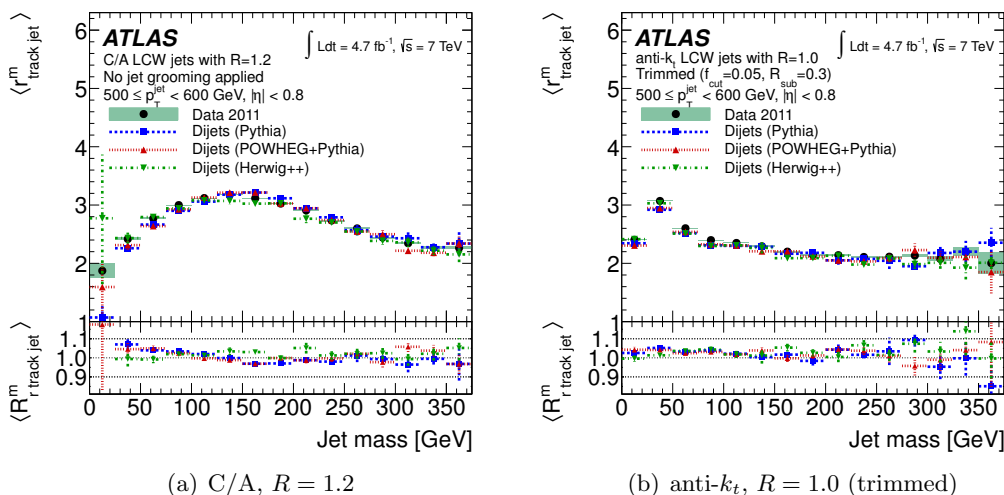 ATLAS
∫ Ldt = 4.7 fb⁻¹, √s = 7 TeV
C/A LCW jets with R=1.2
No jet grooming applied
500 ≤ p_T^jet < 600 GeV, |η| < 0.8
Data 2011
Dijets (Pythia)
Dijets (POWHEG+Pythia)
Dijets (Herwig++)
⟨r^m_track jet⟩
6
5
4
3
2
1
⟨R^m_r track jet⟩
1.1
1.0
0.9
0 50 100 150 200 250 300 350
Jet mass [GeV]
(a) C/A, R = 1.2
ATLAS
∫ Ldt = 4.7 fb⁻¹, √s = 7 TeV
anti-k_t LCW jets with R=1.0
Trimmed (f_cut=0.05, R_sub=0.3)
500 ≤ p_T^jet < 600 GeV, |η| < 0.8
Data 2011
Dijets (Pythia)
Dijets (POWHEG+Pythia)
Dijets (Herwig++)
⟨r^m_track jet⟩
6
5
4
3
2
1
⟨R^m_r track jet⟩
1.1
1.0
0.9
0 50 100 150 200 250 300 350
Jet mass [GeV]
(b) anti-k_t, R = 1.0 (trimmed)